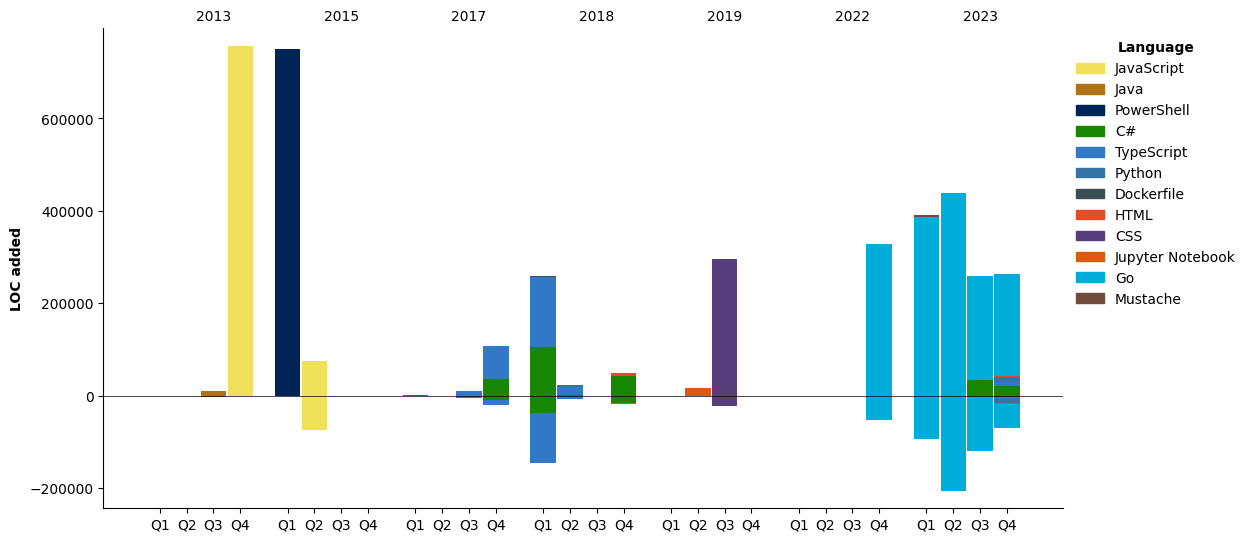 2013 2015 2017 2018 2019 2022 2023
LOC added
600000
400000
200000
0
−200000
Q1 Q2 Q3 Q4 Q1 Q2 Q3 Q4 Q1 Q2 Q3 Q4 Q1 Q2 Q3 Q4 Q1 Q2 Q3 Q4 Q1 Q2 Q3 Q4 Q1 Q2 Q3 Q4
Language
JavaScript
Java
PowerShell
C#
TypeScript
Python
Dockerfile
HTML
CSS
Jupyter Notebook
Go
Mustache